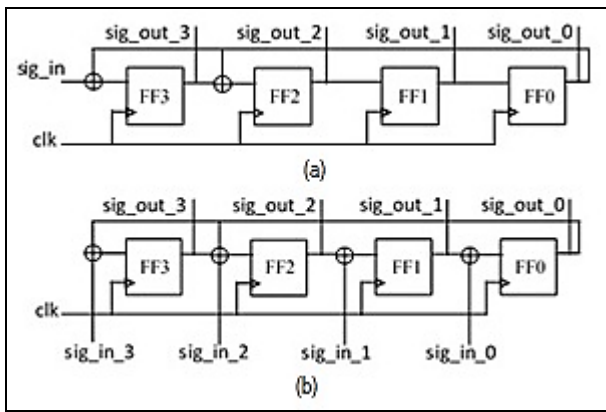 sig_out_3 sig_out_2 sig_out_1 sig_out_0
sig_in
FF3 FF2 FF1 FF0
clk
(a)
sig_out_3 sig_out_2 sig_out_1 sig_out_0
FF3 FF2 FF1 FF0
clk
sig_in_3 sig_in_2 sig_in_1 sig_in_0
(b)